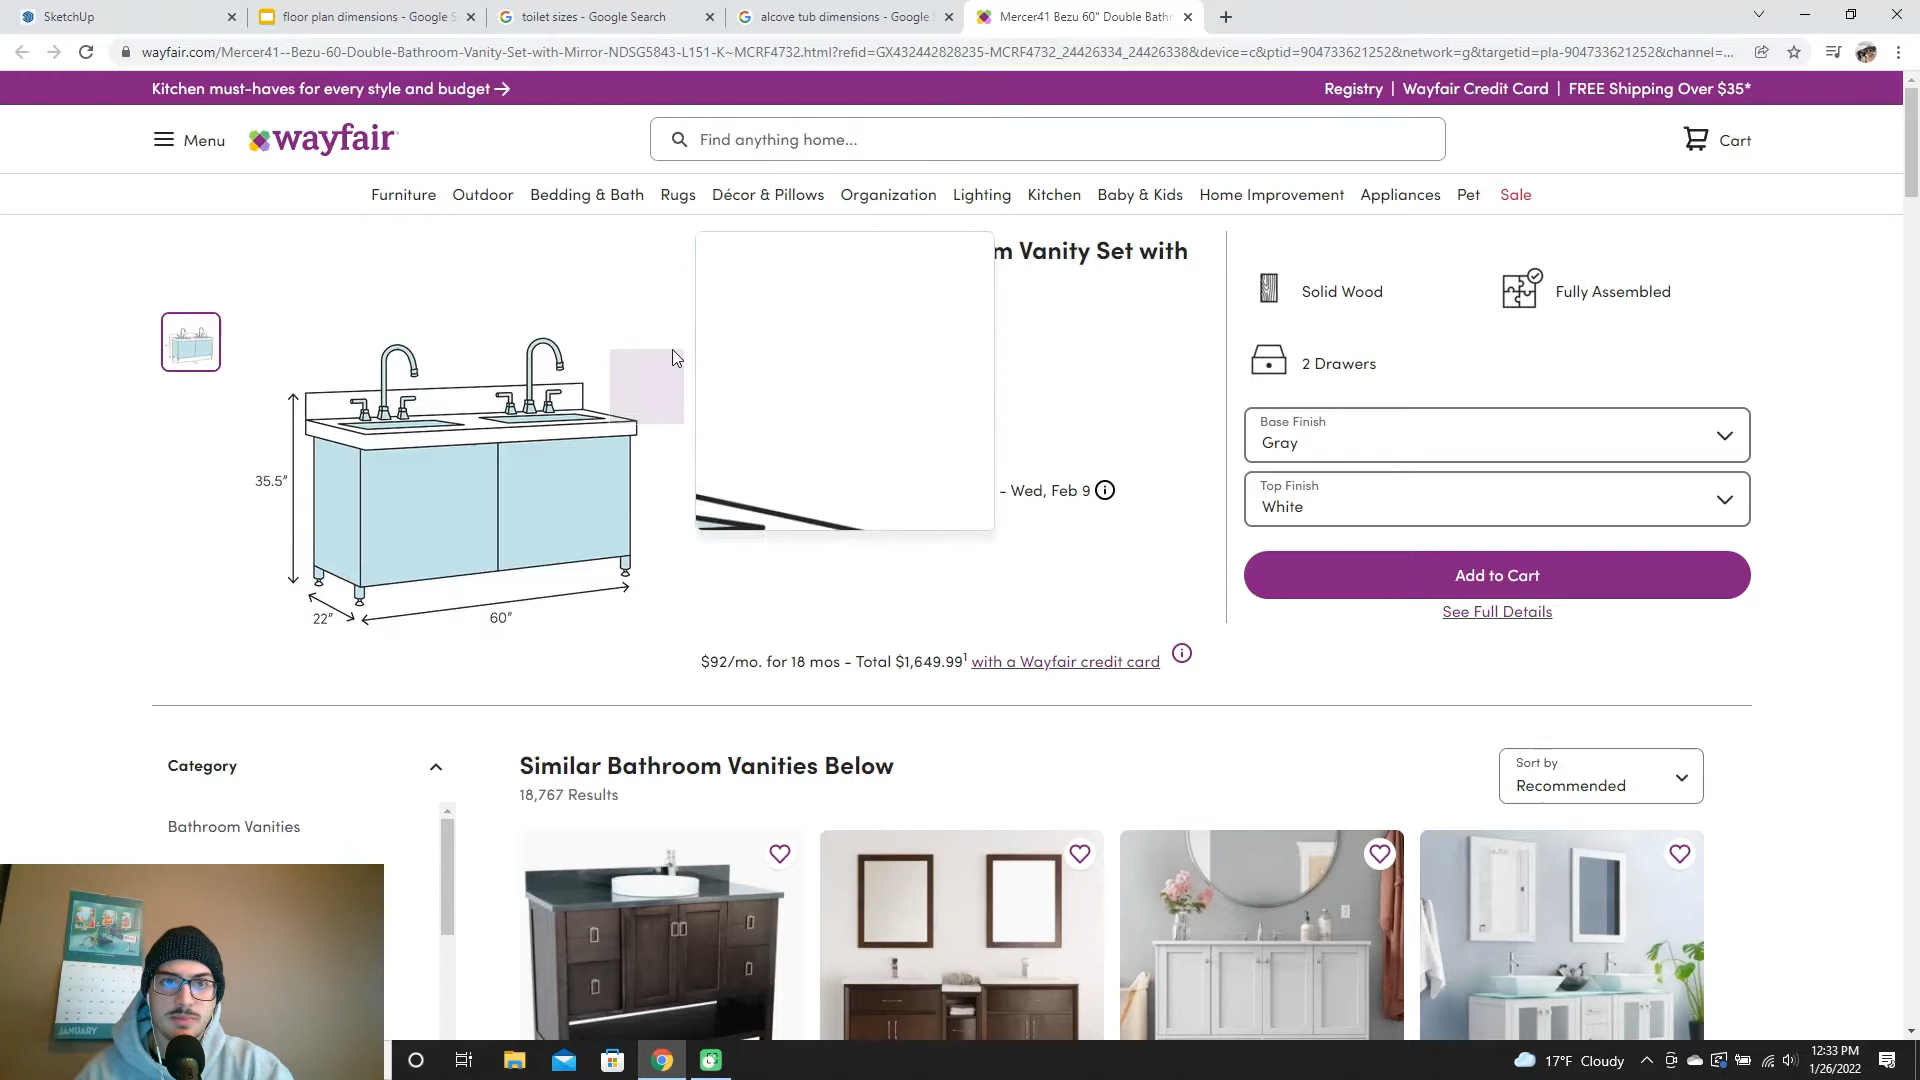 SketchUp
floor plan dimensions - Google S
toilet sizes - Google Search
alcove tub dimensions - Google
Mercer41 Bezu 60" Double Bathr
wayfair.com/Mercer41--Bezu-60-Double-Bathroom-Vanity-Set-with-Mirror-NDSG5843-L151-K~MCRF4732.html?refid=GX432442828235-MCRF4732_24426334_24426338&device=c&ptid=904733621252&network=g&targetid=pla-904733621252&channel=...
Kitchen must-haves for every style and budget →
Registry | Wayfair Credit Card | FREE Shipping Over $35*
Menu
wayfair
Find anything home...
Cart
Furniture Outdoor Bedding & Bath Rugs Décor & Pillows Organization Lighting Kitchen Baby & Kids Home Improvement Appliances Pet Sale
m Vanity Set with
Solid Wood
Fully Assembled
2 Drawers
Base Finish
Gray
Top Finish
White
35.5"
22"
60"
- Wed, Feb 9
Add to Cart
See Full Details
$92/mo. for 18 mos - Total $1,649.99¹ with a Wayfair credit card
Category
Bathroom Vanities
Similar Bathroom Vanities Below
18,767 Results
Sort by
Recommended
JANUARY
17°F Cloudy
12:33 PM
1/26/2022